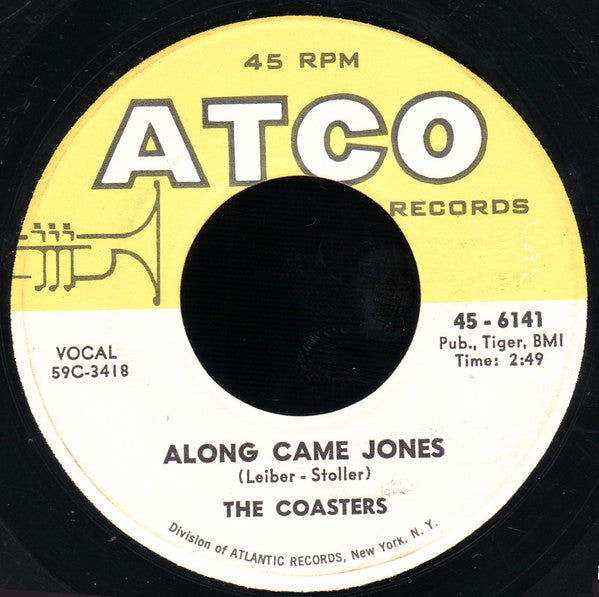 45 RPM
ATCO
RECORDS
45 - 6141
Pub., Tiger, BMI
Time: 2:49
VOCAL
59C-3418
ALONG CAME JONES
(Leiber - Stoller)
THE COASTERS
Division of ATLANTIC RECORDS, New York, N. Y.